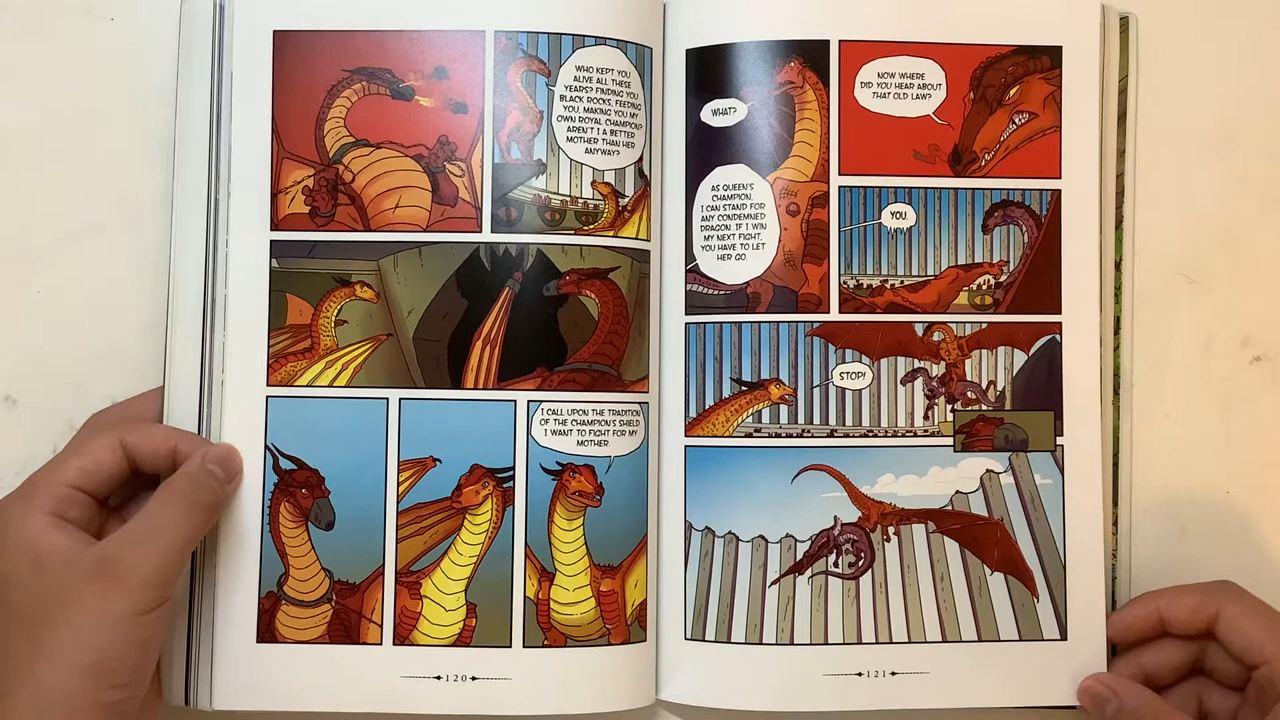 WHO KEPT YOU
ALIVE ALL THESE
YEARS? FINDING YOU
BLACK ROCKS, FEEDING
YOU, MAKING YOU MY
OWN ROYAL CHAMPION?
AREN'T I A BETTER
MOTHER THAN HER
ANYWAY?
I CALL UPON THE TRADITION
OF THE CHAMPION'S SHIELD.
I WANT TO FIGHT FOR MY
MOTHER.
120
WHAT?
AS QUEEN'S
CHAMPION,
I CAN STAND FOR
ANY CONDEMNED
DRAGON. IF I WIN
MY NEXT FIGHT,
YOU HAVE TO LET
HER GO.
NOW WHERE
DID YOU HEAR ABOUT
THAT OLD LAW?
YOU.
STOP!
121